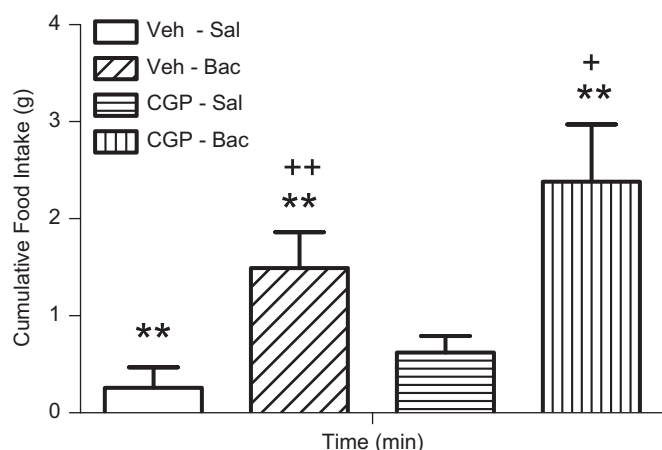 4
3
2
1
0
Cumulative Food Intake (g)
Veh - Sal
Veh - Bac
CGP - Sal
CGP - Bac
**
++
**
+
**
Time (min)